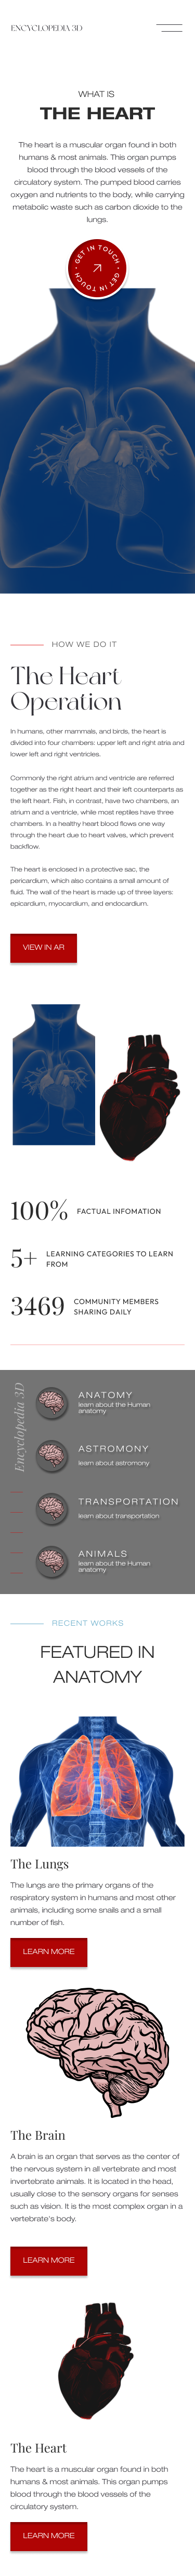 ENCYCLOPEDIA 3D
WHAT IS
THE HEART
The heart is a muscular organ found in both
humans & most animals. This organ pumps
blood through the blood vessels of the
circulatory system. The pumped blood carries
oxygen and nutrients to the body, while carrying
metabolic waste such as carbon dioxide to the
lungs.
GET IN TOUCH • GET IN TOUCH •
HOW WE DO IT
The Heart
Operation
In humans, other mammals, and birds, the heart is
divided into four chambers: upper left and right atria and
lower left and right ventricles.
Commonly the right atrium and ventricle are referred
together as the right heart and their left counterparts as
the left heart. Fish, in contrast, have two chambers, an
atrium and a ventricle, while most reptiles have three
chambers. In a healthy heart blood flows one way
through the heart due to heart valves, which prevent
backflow.
The heart is enclosed in a protective sac, the
pericardium, which also contains a small amount of
fluid. The wall of the heart is made up of three layers:
epicardium, myocardium, and endocardium.
VIEW IN AR
100% FACTUAL INFOMATION
5+ LEARNING CATEGORIES TO LEARN
FROM
3469 COMMUNITY MEMBERS
SHARING DAILY
Encyclopedia 3D
ANATOMY
learn about the Human
anatomy
ASTROMONY
learn about astromony
TRANSPORTATION
learn about transportation
ANIMALS
learn about the Human
anatomy
RECENT WORKS
FEATURED IN
ANATOMY
The Lungs
The lungs are the primary organs of the
respiratory system in humans and most other
animals, including some snails and a small
number of fish.
LEARN MORE
The Brain
A brain is an organ that serves as the center of
the nervous system in all vertebrate and most
invertebrate animals. It is located in the head,
usually close to the sensory organs for senses
such as vision. It is the most complex organ in a
vertebrate's body.
LEARN MORE
The Heart
The heart is a muscular organ found in both
humans & most animals. This organ pumps
blood through the blood vessels of the
circulatory system.
LEARN MORE